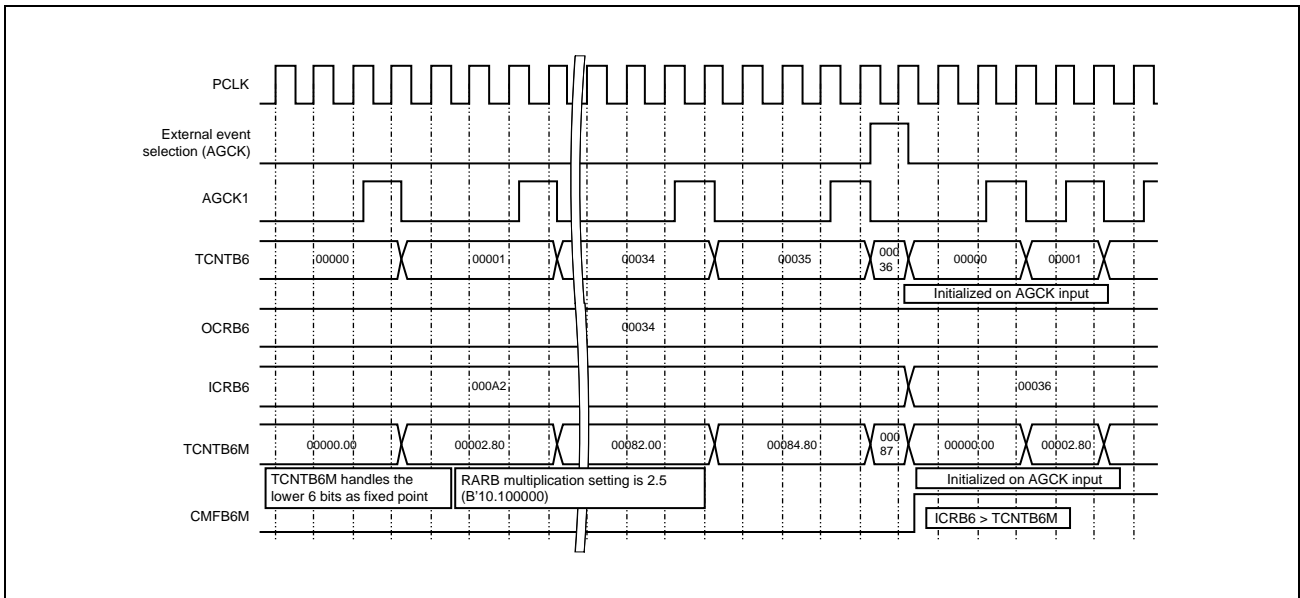 PCLK
External event
selection (AGCK)
AGCK1
TCNTB6
00000
00001
00034
00035
000
36
00000
00001
Initialized on AGCK input
OCRB6
00034
ICRB6
000A2
00036
TCNTB6M
00000.00
00002.80
00082.00
00084.80
000
87
00000.00
00002.80
TCNTB6M handles the
lower 6 bits as fixed point
RARB multiplication setting is 2.5
(B'10.100000)
Initialized on AGCK input
CMFB6M
ICRB6 > TCNTB6M